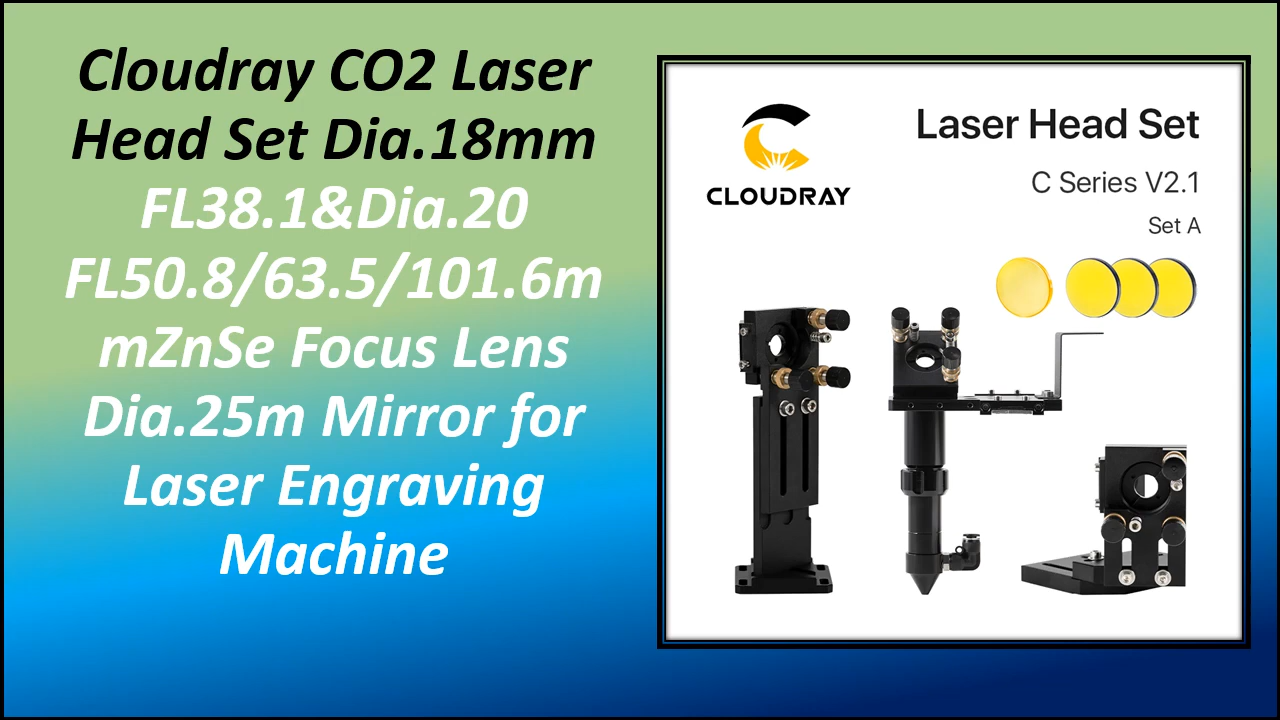 Cloudray CO2 Laser
Head Set Dia.18mm
FL38.1&Dia.20
FL50.8/63.5/101.6m
mZnSe Focus Lens
Dia.25m Mirror for
Laser Engraving
Machine
CLOUDRAY
Laser Head Set
C Series V2.1
Set A